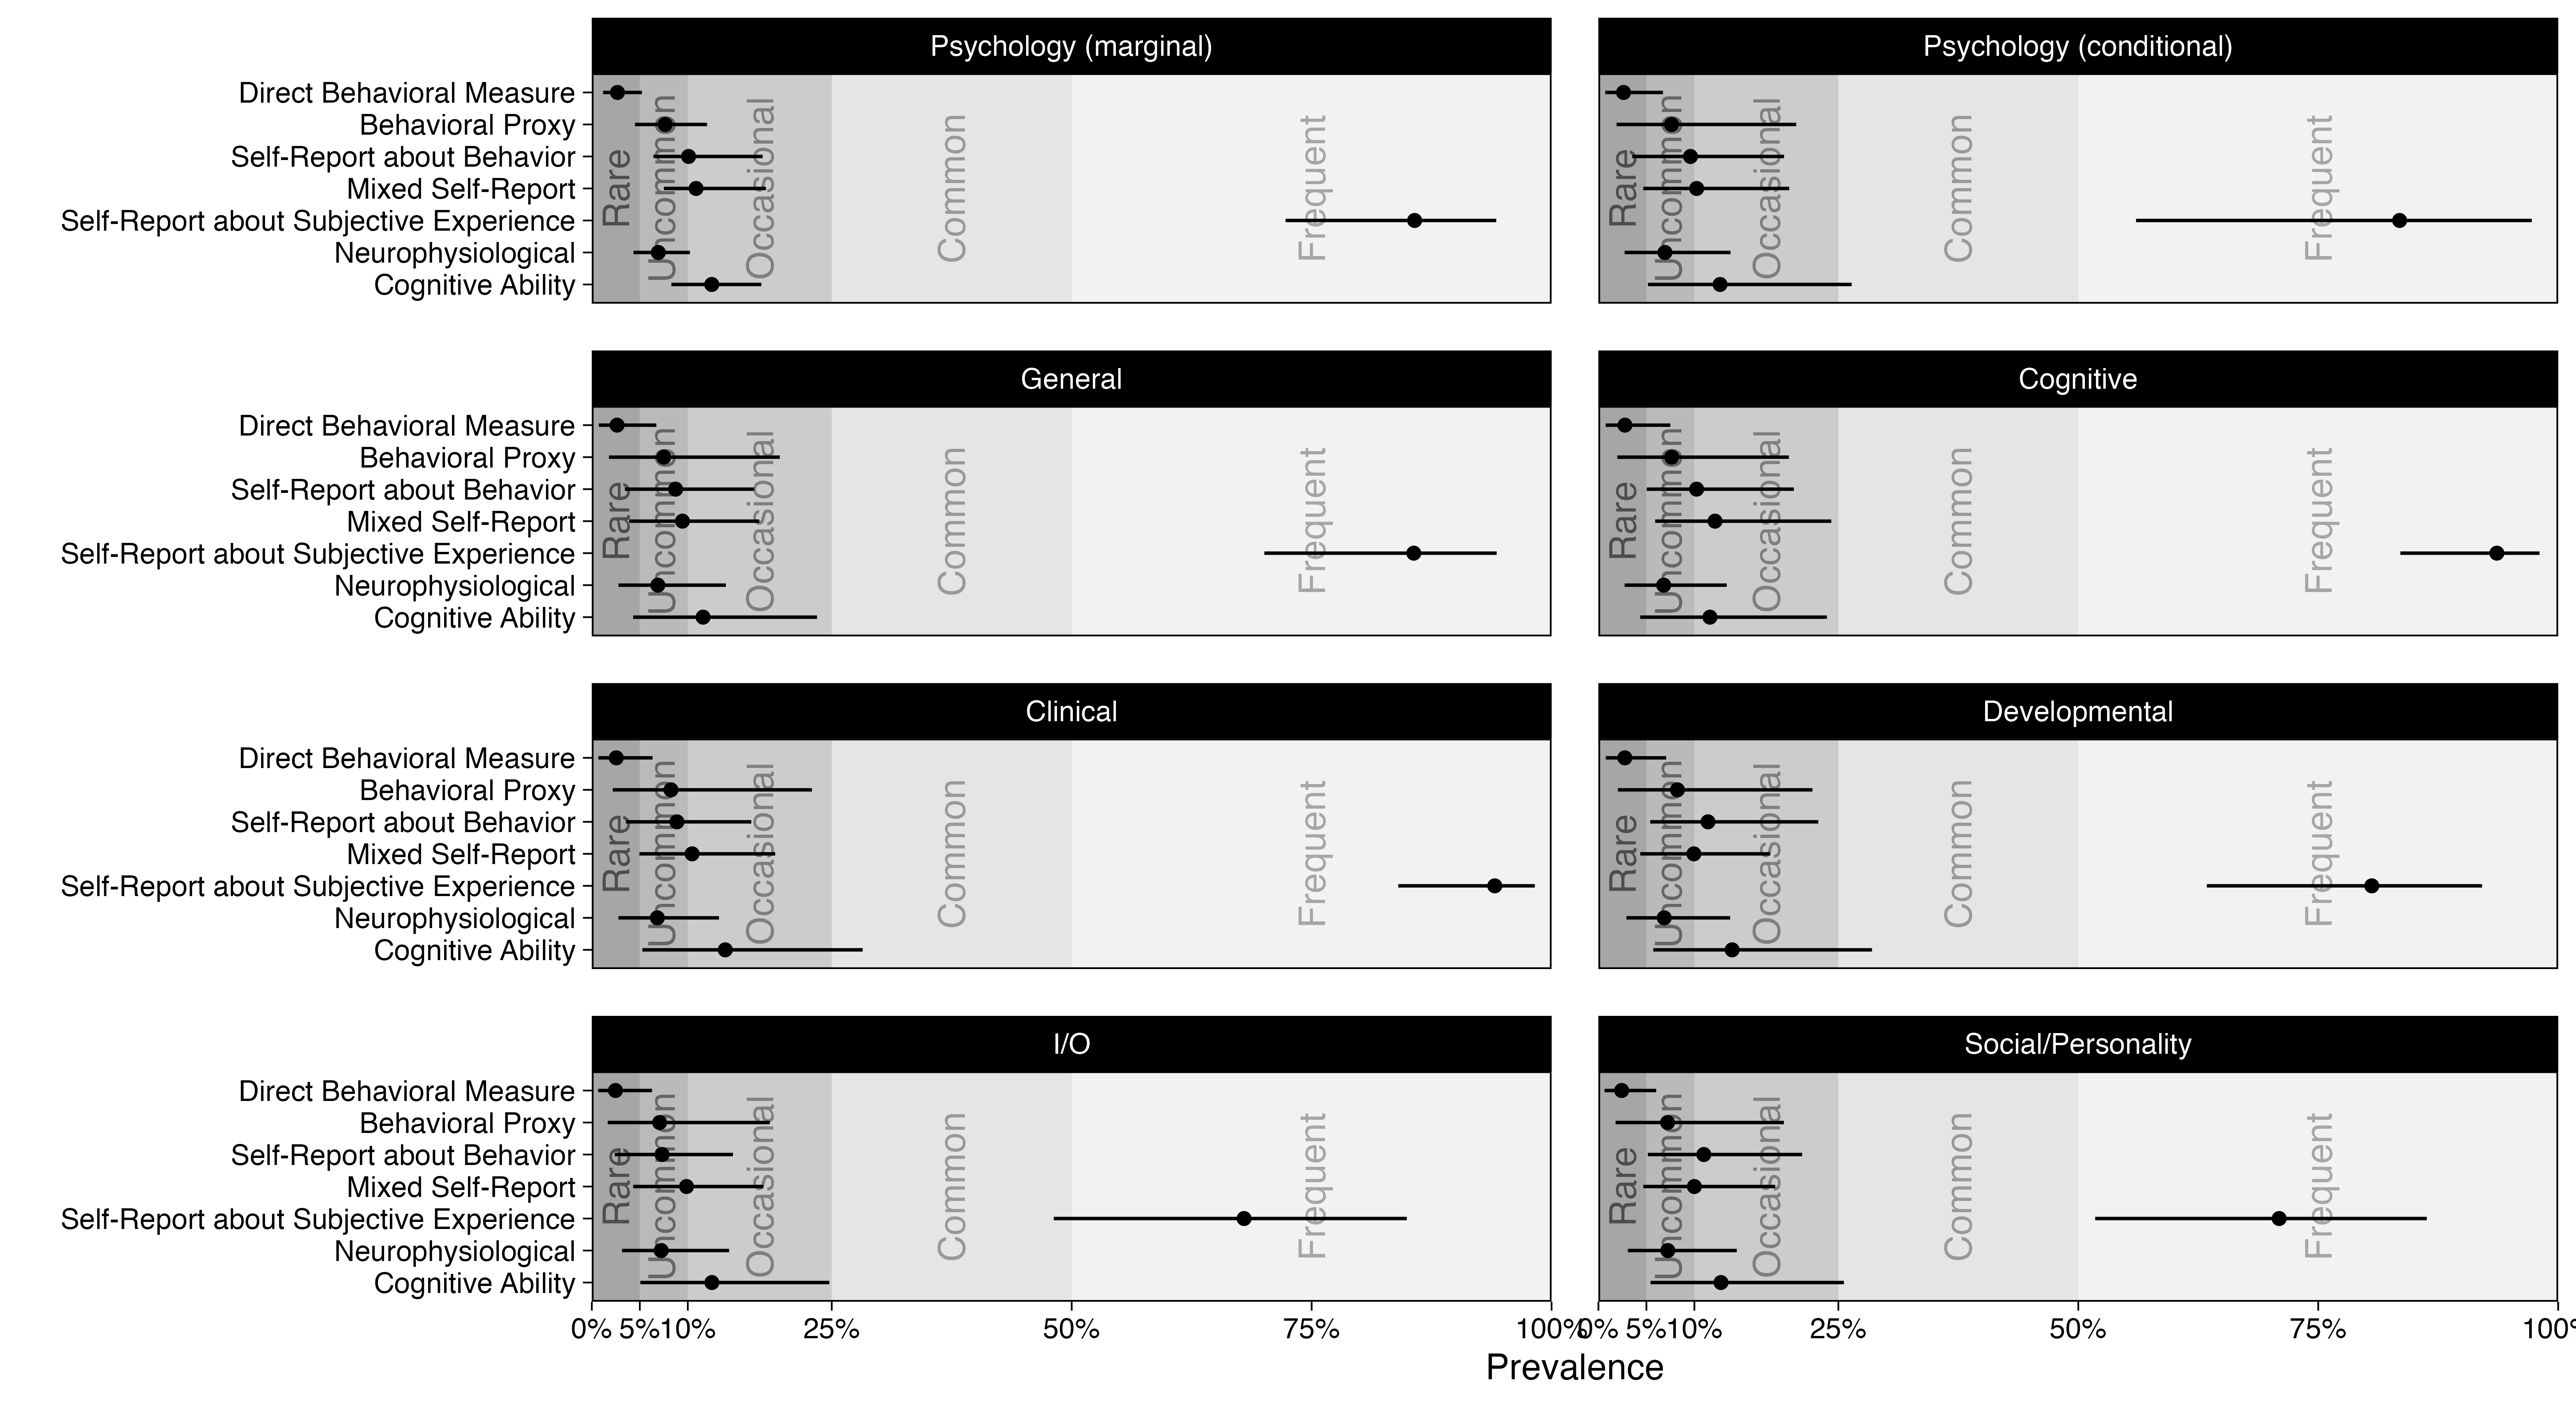 Psychology (marginal)
Psychology (conditional)
Direct Behavioral Measure
Behavioral Proxy
Self-Report about Behavior
Mixed Self-Report
Self-Report about Subjective Experience
Neurophysiological
Cognitive Ability
Rare
Uncommon
Occasional
Common
Frequent
Rare
Uncommon
Occasional
Common
Frequent
General
Cognitive
Direct Behavioral Measure
Behavioral Proxy
Self-Report about Behavior
Mixed Self-Report
Self-Report about Subjective Experience
Neurophysiological
Cognitive Ability
Rare
Uncommon
Occasional
Common
Frequent
Rare
Uncommon
Occasional
Common
Frequent
Clinical
Developmental
Direct Behavioral Measure
Behavioral Proxy
Self-Report about Behavior
Mixed Self-Report
Self-Report about Subjective Experience
Neurophysiological
Cognitive Ability
Rare
Uncommon
Occasional
Common
Frequent
Rare
Uncommon
Occasional
Common
Frequent
I/O
Social/Personality
Direct Behavioral Measure
Behavioral Proxy
Self-Report about Behavior
Mixed Self-Report
Self-Report about Subjective Experience
Neurophysiological
Cognitive Ability
Rare
Uncommon
Occasional
Common
Frequent
Rare
Uncommon
Occasional
Common
Frequent
0% 5% 10% 25% 50% 75% 100%
0% 5% 10% 25% 50% 75% 100%
Prevalence